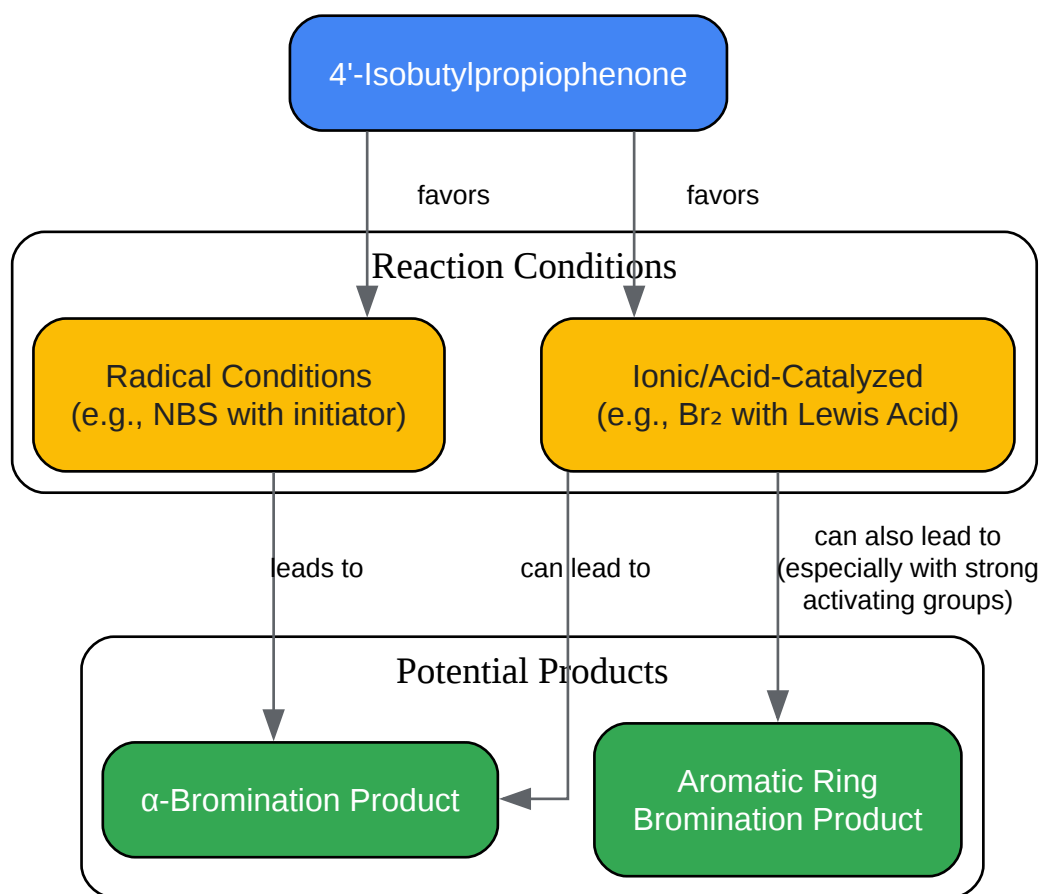 4'-Isobutylpropiophenone
favors
favors
Reaction Conditions
Radical Conditions
(e.g., NBS with initiator)
Ionic/Acid-Catalyzed
(e.g., Br₂ with Lewis Acid)
leads to
can lead to
can also lead to
(especially with strong
activating groups)
Potential Products
α-Bromination Product
Aromatic Ring
Bromination Product